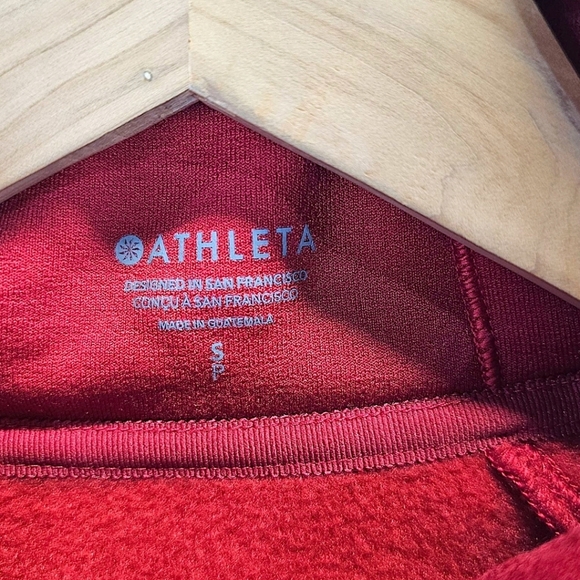 ATHLETA
DESIGNED IN SAN FRANCISCO
CONÇU À SAN FRANCISCO
MADE IN GUATEMALA
S
P